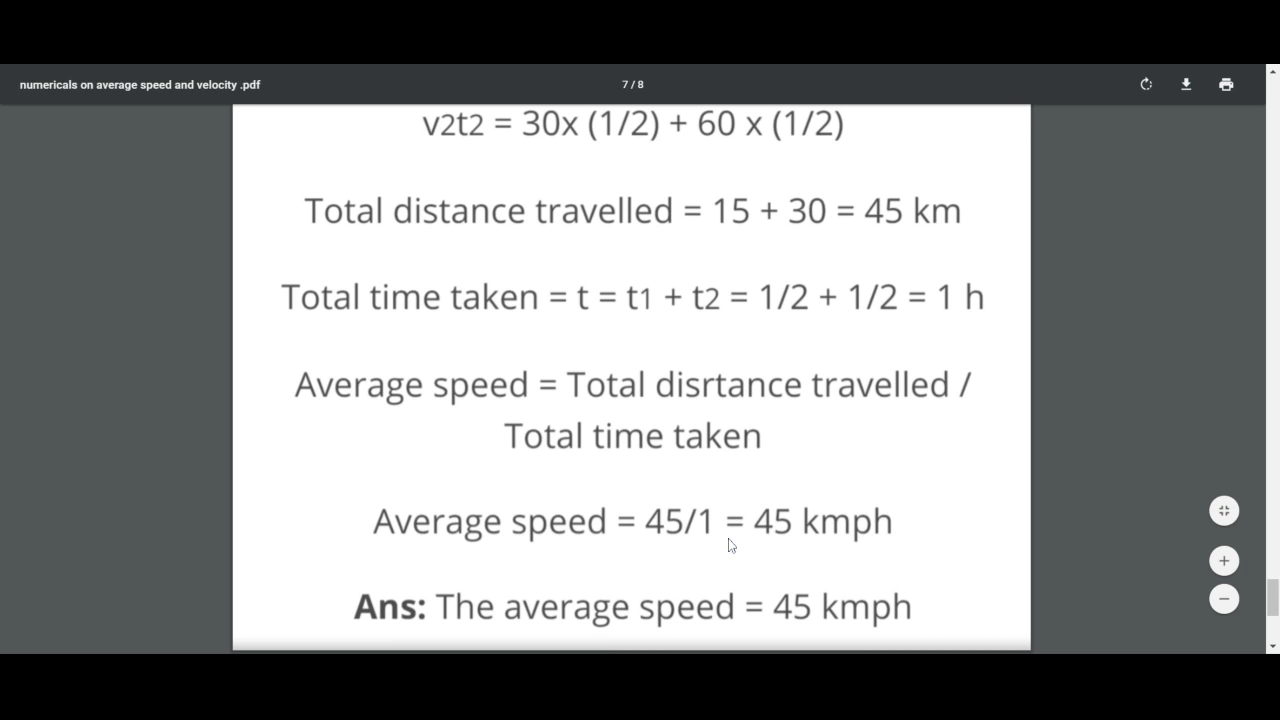 numericals on average speed and velocity .pdf
7 / 8
v2t2 = 30x (1/2) + 60 x (1/2)
Total distance travelled = 15 + 30 = 45 km
Total time taken = t = t1 + t2 = 1/2 + 1/2 = 1 h
Average speed = Total disrtance travelled /
Total time taken
Average speed = 45/1 = 45 kmph
Ans: The average speed = 45 kmph